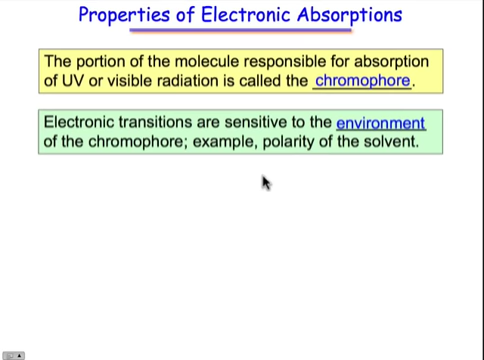 Properties of Electronic Absorptions
The portion of the molecule responsible for absorption
of UV or visible radiation is called the chromophore.
Electronic transitions are sensitive to the environment
of the chromophore; example, polarity of the solvent.